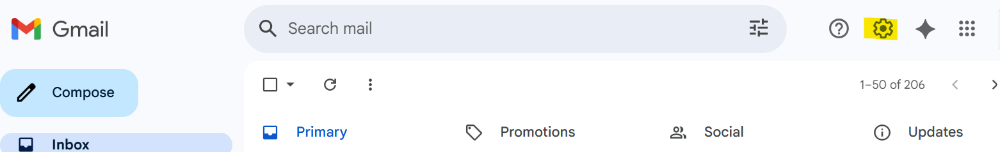 Gmail
Search mail
Compose
1–50 of 206
Primary
Promotions
Social
Updates
Inbox